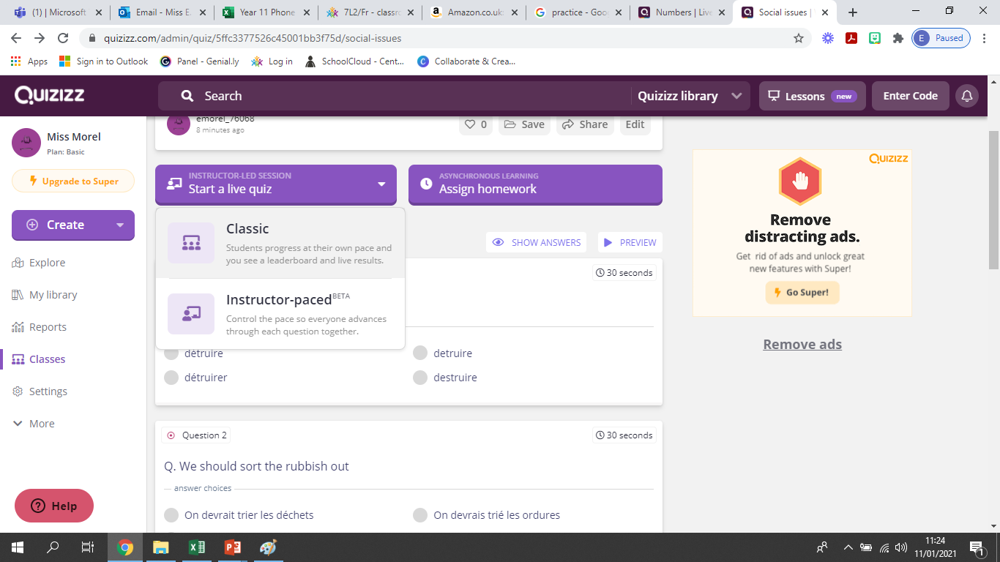 (1) | Microsoft
Email - Miss E.
Year 11 Phone
7L2/Fr - classro
Amazon.co.uk:
practice - Goo
Numbers | Live
Social issues |
quizizz.com/admin/quiz/5ffc3377526c45001bb3f75d/social-issues
E Paused
Apps
Sign in to Outlook
Panel - Genial.ly
Log in
SchoolCloud - Cent...
Collaborate & Crea...
Quizizz
Search
Quizizz library
Lessons new
Enter Code
Miss Morel
Plan: Basic
Upgrade to Super
Create
Explore
My library
Reports
Classes
Settings
More
Help
emorel_76068
8 minutes ago
0
Save
Share
Edit
INSTRUCTOR-LED SESSION
Start a live quiz
ASYNCHRONOUS LEARNING
Assign homework
Classic
Students progress at their own pace and
you see a leaderboard and live results.
Instructor-paced BETA
Control the pace so everyone advances
through each question together.
SHOW ANSWERS
PREVIEW
30 seconds
détruire
detruire
détruirer
destruire
Question 2
30 seconds
Q. We should sort the rubbish out
answer choices
On devrait trier les déchets
On devrais trié les ordures
Quizizz
Remove
distracting ads.
Get rid of ads and unlock great
new features with Super!
Go Super!
Remove ads
11:24
11/01/2021
1